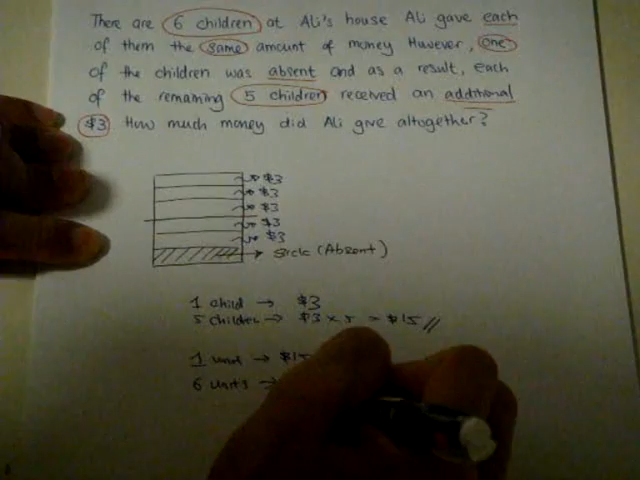 There are 6 children at Ali's house Ali gave each
of them the same amount of money However, one
of the children was absent and as a result, each
of the remaining 5 children received an additional
$3 How much money did Ali give altogether?
$3
$3
$3
$3
$3
Sick (Absent)
1 child → $3
5 children → $3 x 5 = $15 //
1 unit → $15
6 units →